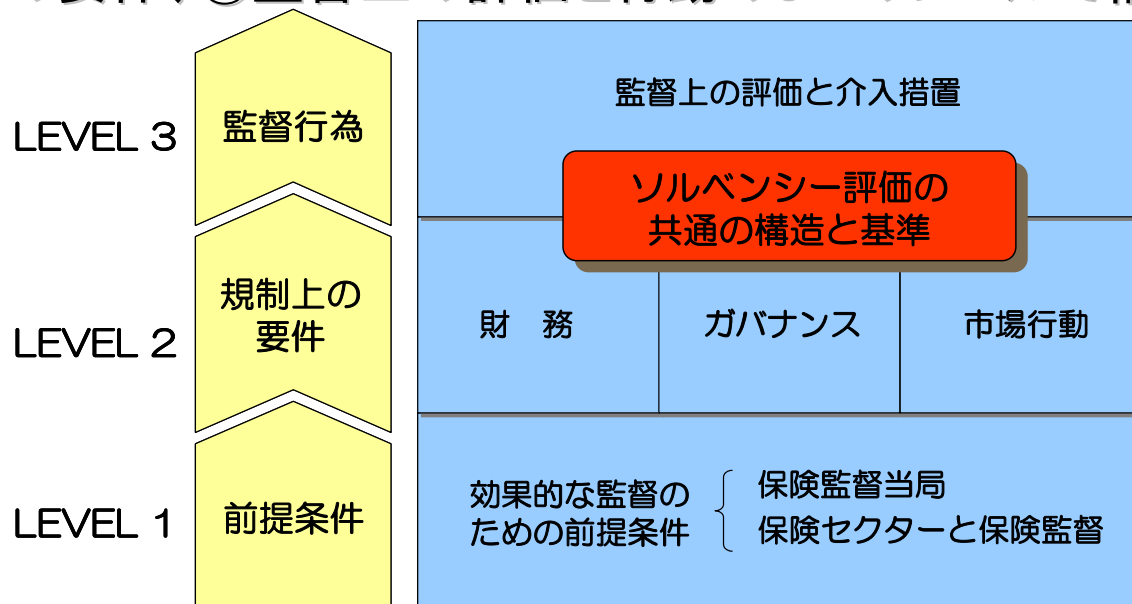 監督上の評価と介入措置
LEVEL 3
監督行為
ソルベンシー評価の
共通の構造と基準
LEVEL 2
規制上の
要件
財　務
ガバナンス
市場行動
LEVEL 1
前提条件
効果的な監督の
ための前提条件
保険監督当局
保険セクターと保険監督